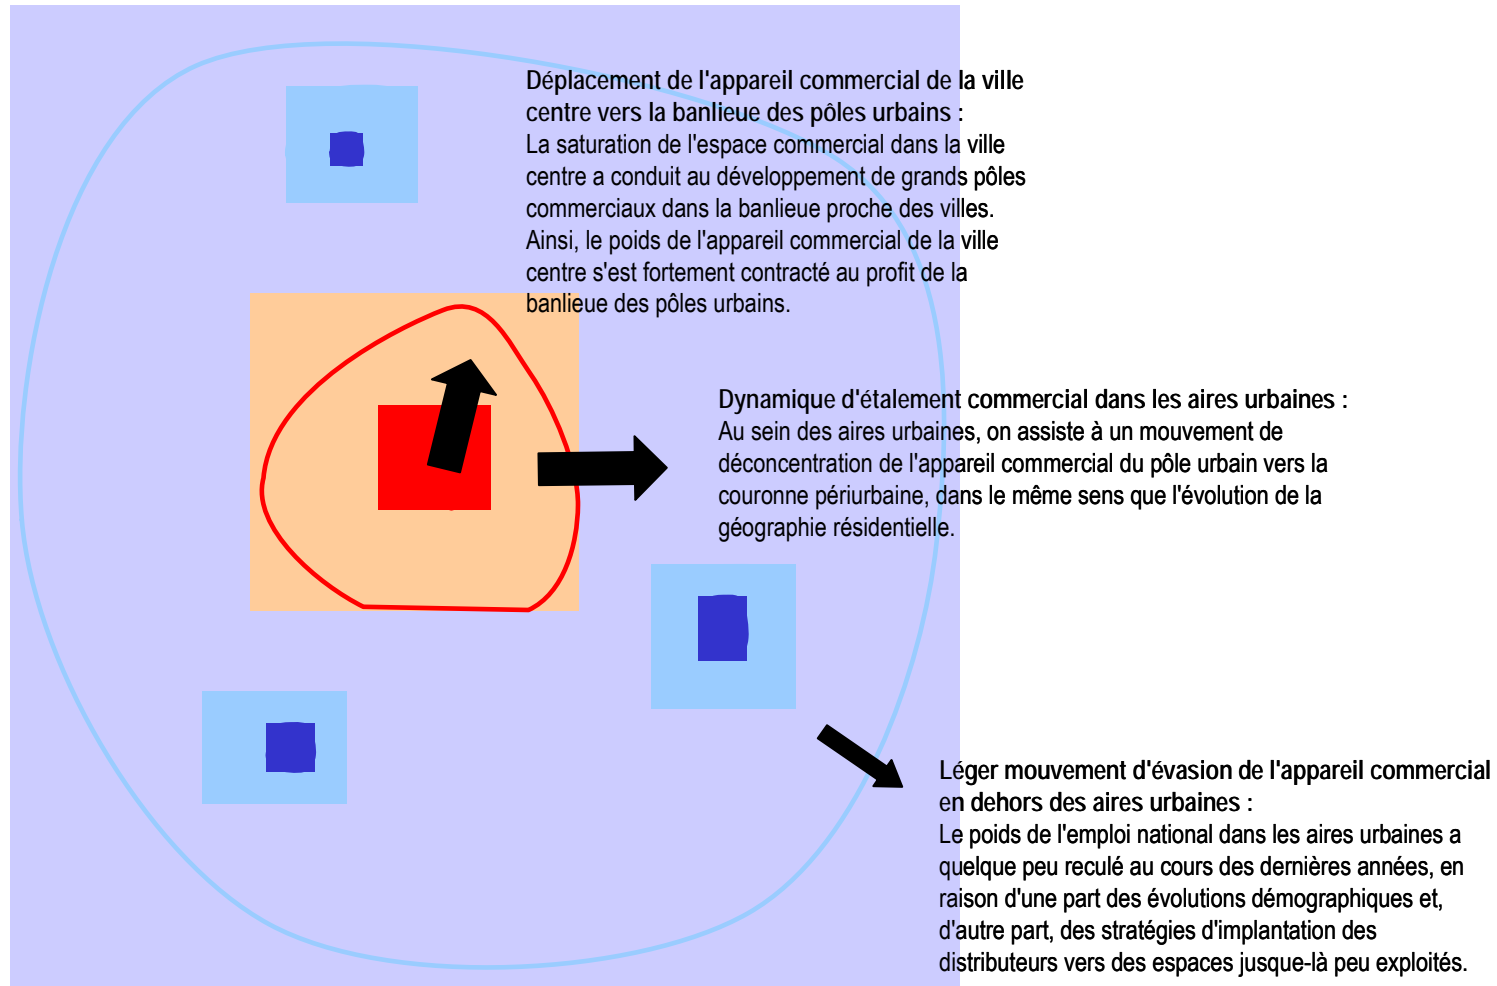 Déplacement de l'appareil commercial de la ville
centre vers la banlieue des pôles urbains :
La saturation de l'espace commercial dans la ville
centre a conduit au développement de grands pôles
commerciaux dans la banlieue proche des villes.
Ainsi, le poids de l'appareil commercial de la ville
centre s'est fortement contracté au profit de la
banlieue des pôles urbains.
Dynamique d'étalement commercial dans les aires urbaines :
Au sein des aires urbaines, on assiste à un mouvement de
déconcentration de l'appareil commercial du pôle urbain vers la
couronne périurbaine, dans le même sens que l'évolution de la
géographie résidentielle.
Léger mouvement d'évasion de l'appareil commercial
en dehors des aires urbaines :
Le poids de l'emploi national dans les aires urbaines a
quelque peu reculé au cours des dernières années, en
raison d'une part des évolutions démographiques et,
d'autre part, des stratégies d'implantation des
distributeurs vers des espaces jusque-là peu exploités.